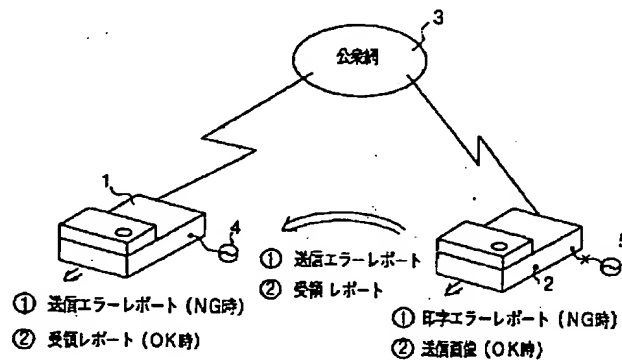 3
公衆網
1
4
5
2
① 送信エラーレポート
② 受領 レポート
① 送信エラーレポート (NG時)
② 受領レポート (OK時)
① 印字エラーレポート (NG時)
② 送信画像 (OK時)